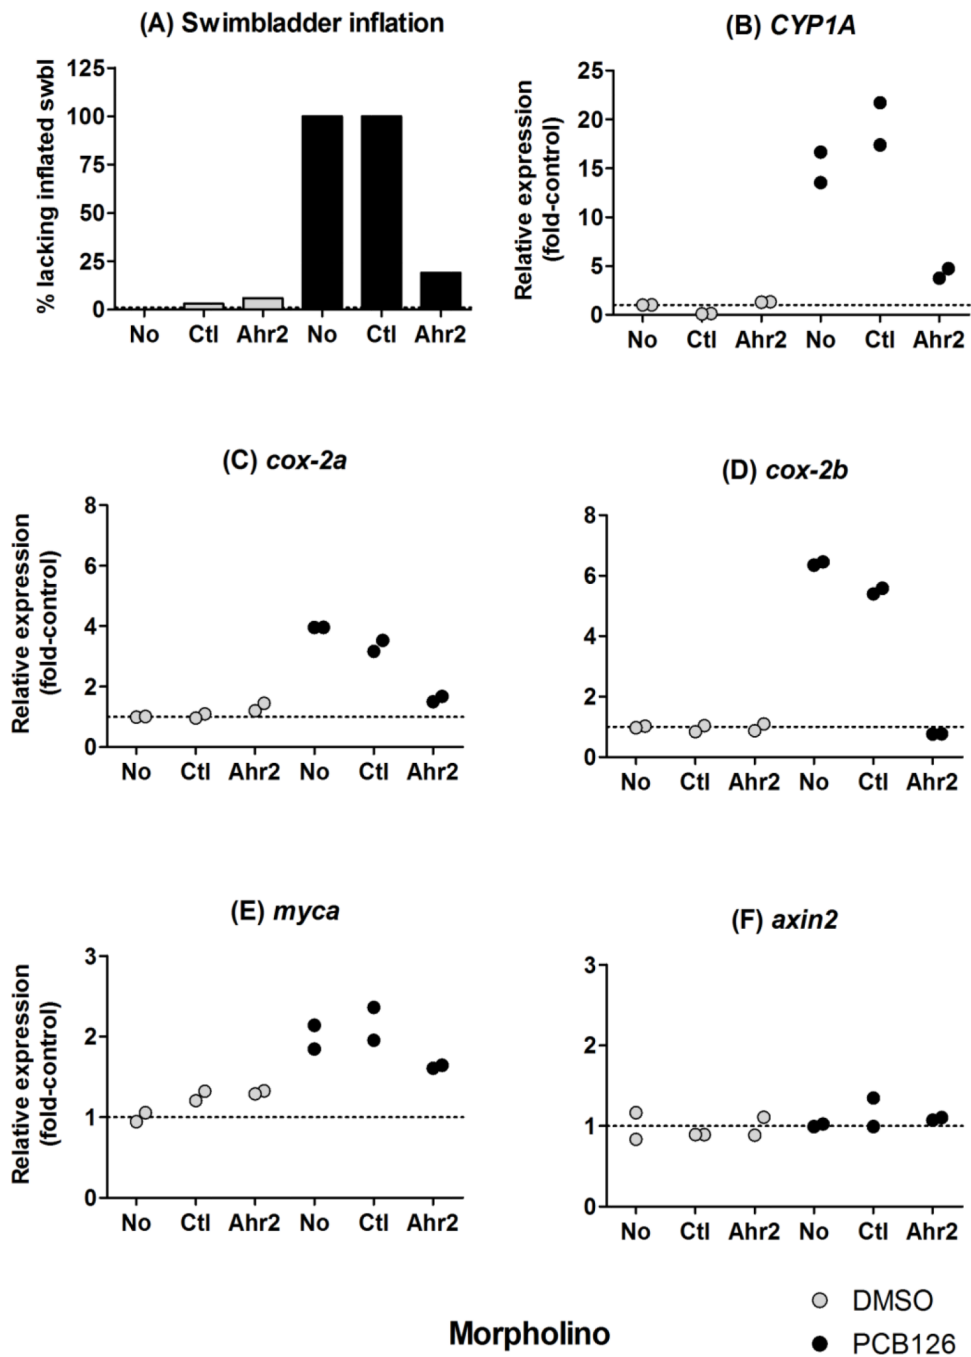 (A) Swimbladder inflation
% lacking inflated swbl
125
100
75
50
25
0
No Ctl Ahr2 No Ctl Ahr2
(B) CYP1A
Relative expression
(fold-control)
25
20
15
10
5
0
No Ctl Ahr2 No Ctl Ahr2
(C) cox-2a
Relative expression
(fold-control)
8
6
4
2
0
No Ctl Ahr2 No Ctl Ahr2
(D) cox-2b
8
6
4
2
0
No Ctl Ahr2 No Ctl Ahr2
(E) myca
Relative expression
(fold-control)
3
2
1
0
No Ctl Ahr2 No Ctl Ahr2
(F) axin2
3
2
1
0
No Ctl Ahr2 No Ctl Ahr2
Morpholino
DMSO
PCB126